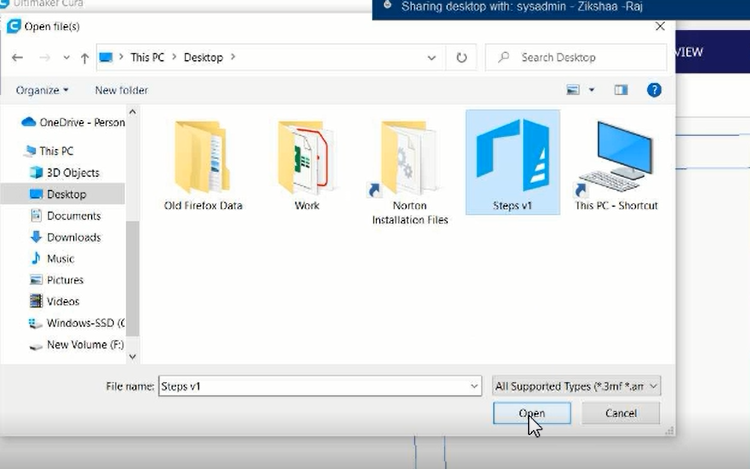 Ultimaker Cura
Sharing desktop with: sysadmin - Zikshaa -Raj
Open file(s)
VIEW
This PC
Desktop
Search Desktop
Organize
New folder
OneDrive - Person
This PC
3D Objects
Desktop
Documents
Downloads
Music
Pictures
Videos
Windows-SSD (C
New Volume (F:)
Old Firefox Data
Work
Norton
Installation Files
Steps v1
This PC - Shortcut
File name:
Steps v1
All Supported Types (*.3mf *.am
Open
Cancel